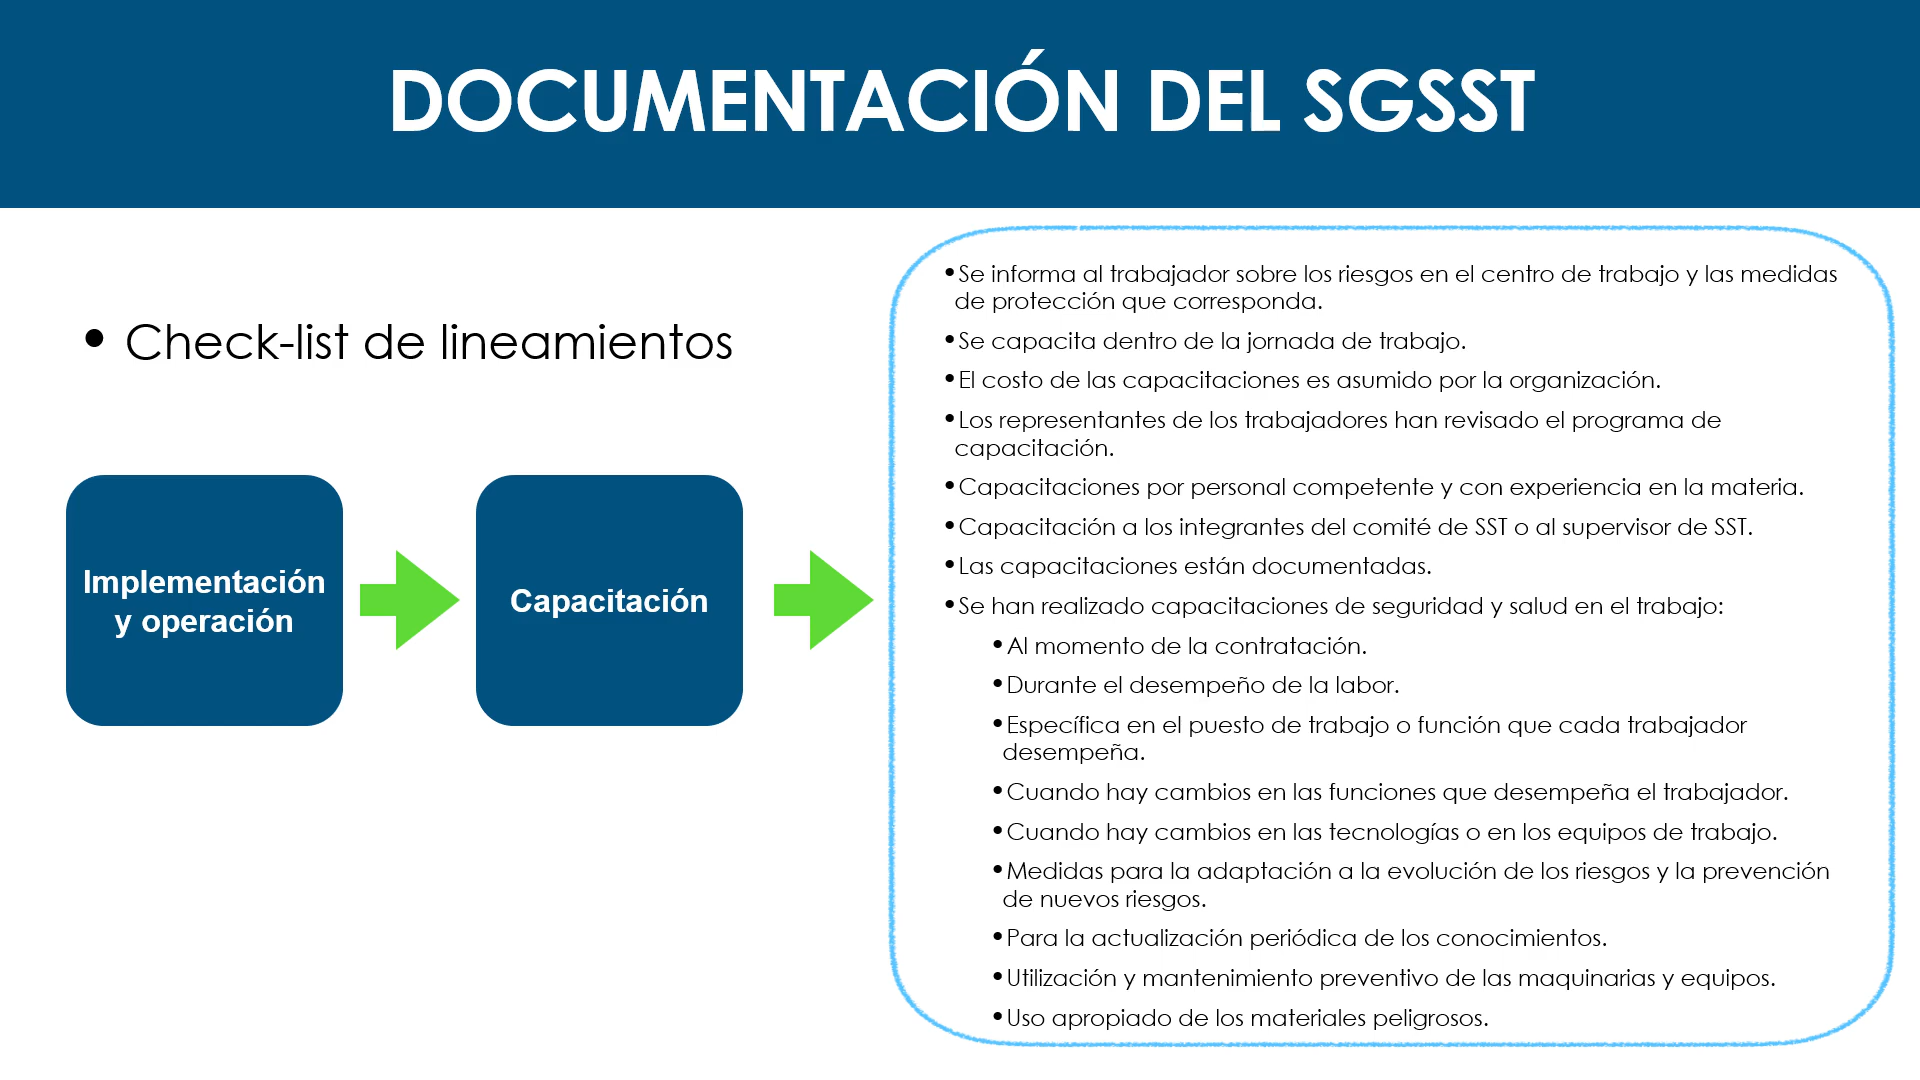 DOCUMENTACIÓN DEL SGSST
• Check-list de lineamientos
Implementación
y operación
Capacitación
•Se informa al trabajador sobre los riesgos en el centro de trabajo y las medidas
de protección que corresponda.
•Se capacita dentro de la jornada de trabajo.
•El costo de las capacitaciones es asumido por la organización.
•Los representantes de los trabajadores han revisado el programa de
capacitación.
•Capacitaciones por personal competente y con experiencia en la materia.
•Capacitación a los integrantes del comité de SST o al supervisor de SST.
•Las capacitaciones están documentadas.
•Se han realizado capacitaciones de seguridad y salud en el trabajo:
•Al momento de la contratación.
•Durante el desempeño de la labor.
•Específica en el puesto de trabajo o función que cada trabajador
desempeña.
•Cuando hay cambios en las funciones que desempeña el trabajador.
•Cuando hay cambios en las tecnologías o en los equipos de trabajo.
•Medidas para la adaptación a la evolución de los riesgos y la prevención
de nuevos riesgos.
•Para la actualización periódica de los conocimientos.
•Utilización y mantenimiento preventivo de las maquinarias y equipos.
•Uso apropiado de los materiales peligrosos.